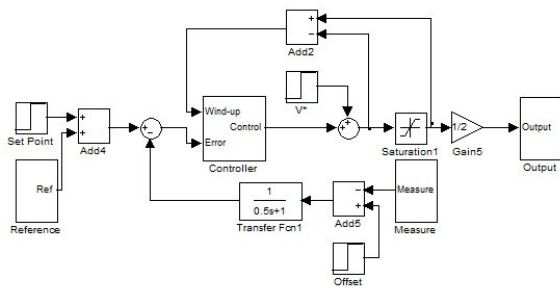 +
−
Add2
Wind-up
Control
Error
Controller
V*
+
+
Set Point
+
+
Add4
+
−
Saturation1
1/2
Gain5
Output
Output
Ref
Reference
1
0.5s+1
Transfer Fcn1
−
+
Add5
Measure
Measure
Offset